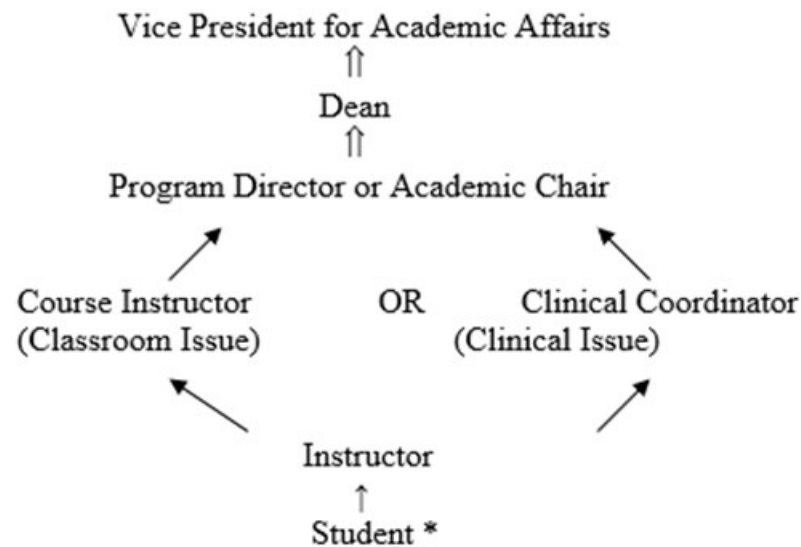 Vice President for Academic Affairs
Dean
Program Director or Academic Chair
Course Instructor OR Clinical Coordinator
(Classroom Issue) (Clinical Issue)
Instructor
Student *